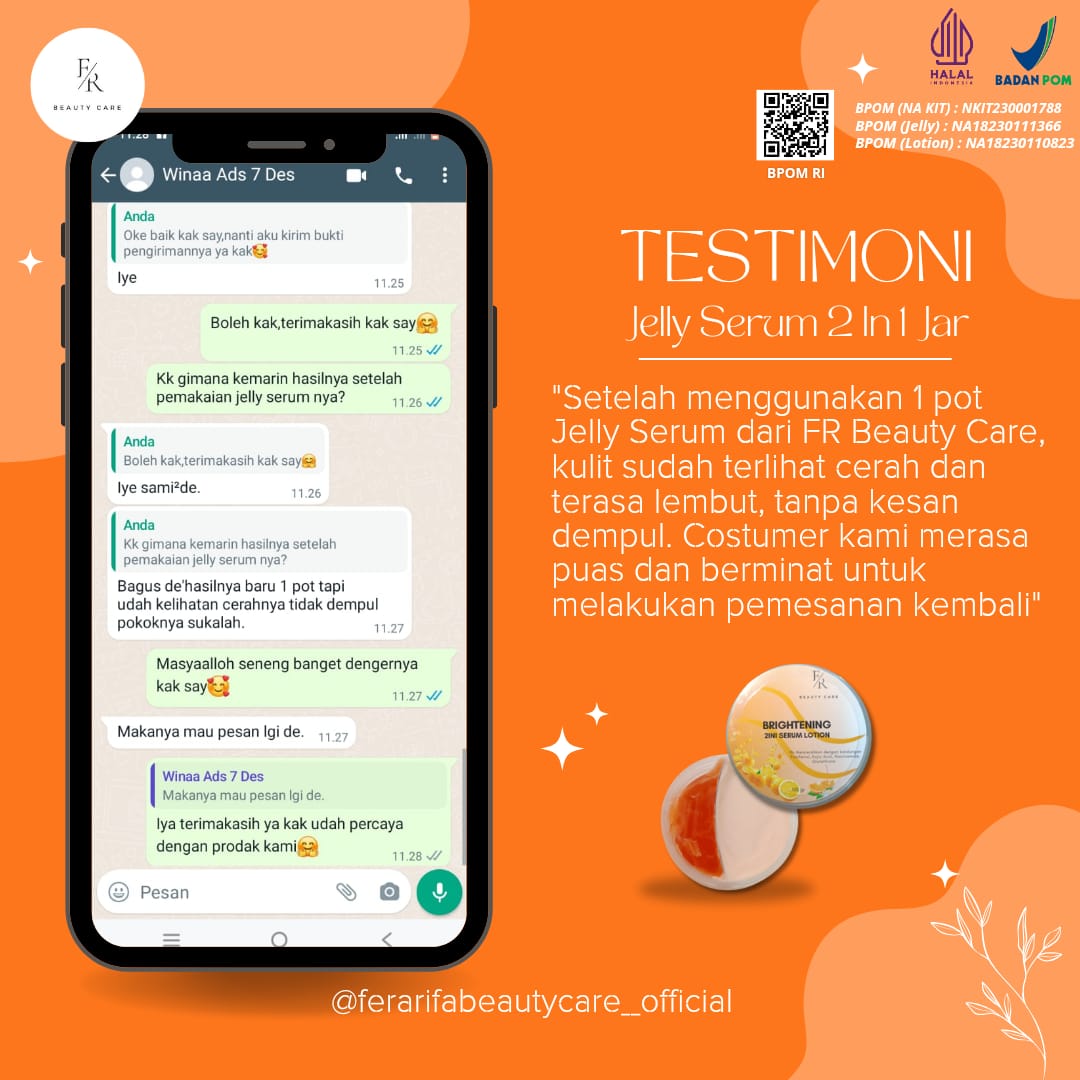 F/R
BEAUTY CARE
HALAL
INDONESIA
BADAN POM
BPOM (NA KIT) : NKIT230001788
BPOM (Jelly) : NA18230111366
BPOM (Lotion) : NA18230110823
BPOM RI
11.28
Winaa Ads 7 Des
Anda
Oke baik kak say,nanti aku kirim bukti
pengirimannya ya kak🥰
Iye
11.25
Boleh kak,terimakasih kak say🤗
11.25
Kk gimana kemarin hasilnya setelah
pemakaian jelly serum nya?
11.26
Anda
Boleh kak,terimakasih kak say🤗
Iye sami²de.
11.26
Anda
Kk gimana kemarin hasilnya setelah
pemakaian jelly serum nya?
Bagus de'hasilnya baru 1 pot tapi
udah kelihatan cerahnya tidak dempul
pokoknya sukalah.
11.27
Masyaalloh seneng banget dengernya
kak say🥰
11.27
Makanya mau pesan lgi de.
11.27
Winaa Ads 7 Des
Makanya mau pesan lgi de.
Iya terimakasih ya kak udah percaya
dengan prodak kami🤗
11.28
Pesan
TESTIMONI
Jelly Serum 2 In 1 Jar
"Setelah menggunakan 1 pot
Jelly Serum dari FR Beauty Care,
kulit sudah terlihat cerah dan
terasa lembut, tanpa kesan
dempul. Costumer kami merasa
puas dan berminat untuk
melakukan pemesanan kembali"
F/R
BEAUTY CARE
BRIGHTENING
2IN1 SERUM LOTION
@ferarifabeautycare__official